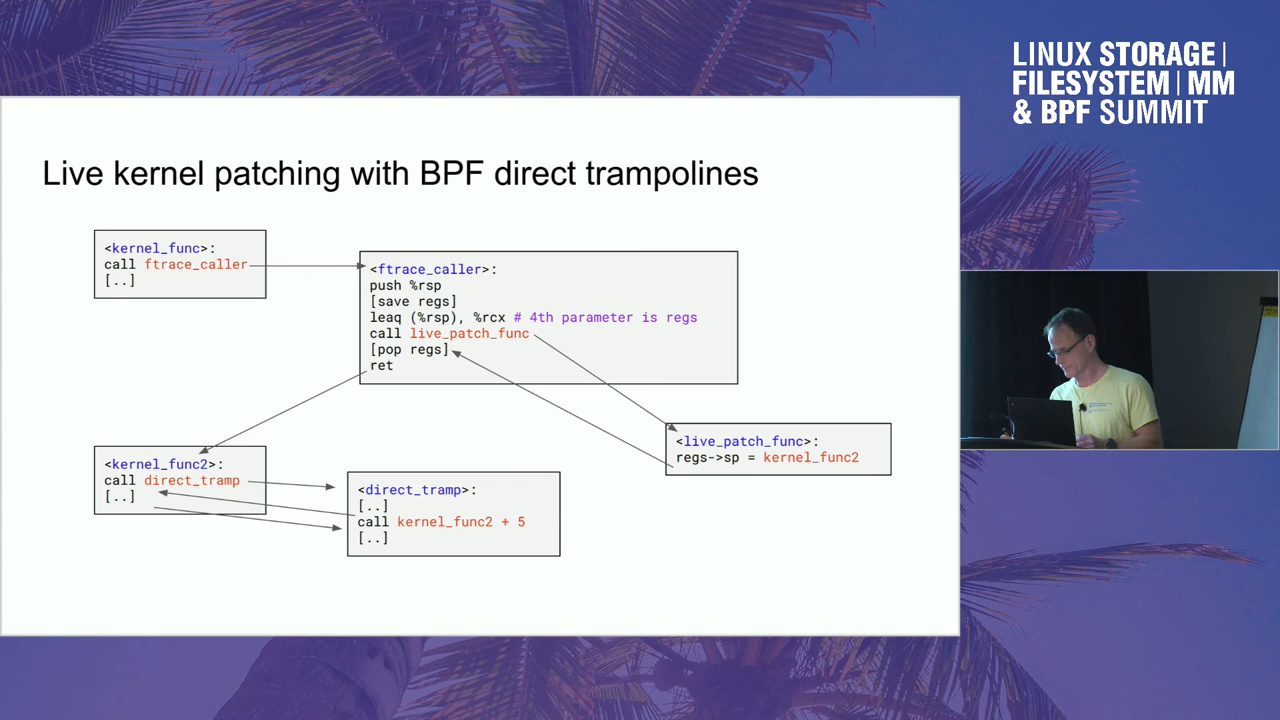 LINUX STORAGE |
FILESYSTEM | MM
& BPF SUMMIT
Live kernel patching with BPF direct trampolines
<kernel_func>:
call ftrace_caller
[..]
<ftrace_caller>:
push %rsp
[save regs]
leaq (%rsp), %rcx # 4th parameter is regs
call live_patch_func
[pop regs]
ret
<live_patch_func>:
regs->sp = kernel_func2
<kernel_func2>:
call direct_tramp
[..]
<direct_tramp>:
[..]
call kernel_func2 + 5
[..]